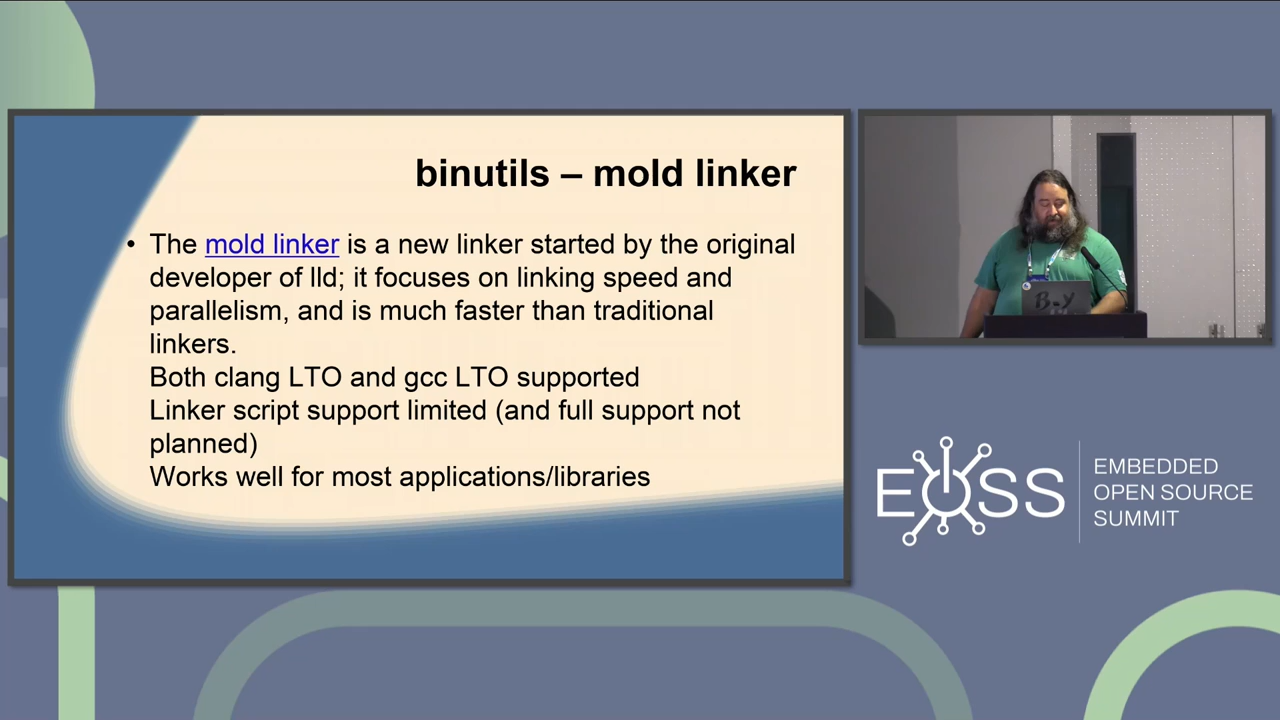 binutils – mold linker
• The mold linker is a new linker started by the original
developer of lld; it focuses on linking speed and
parallelism, and is much faster than traditional
linkers.
Both clang LTO and gcc LTO supported
Linker script support limited (and full support not
planned)
Works well for most applications/libraries
EOSS
EMBEDDED
OPEN SOURCE
SUMMIT